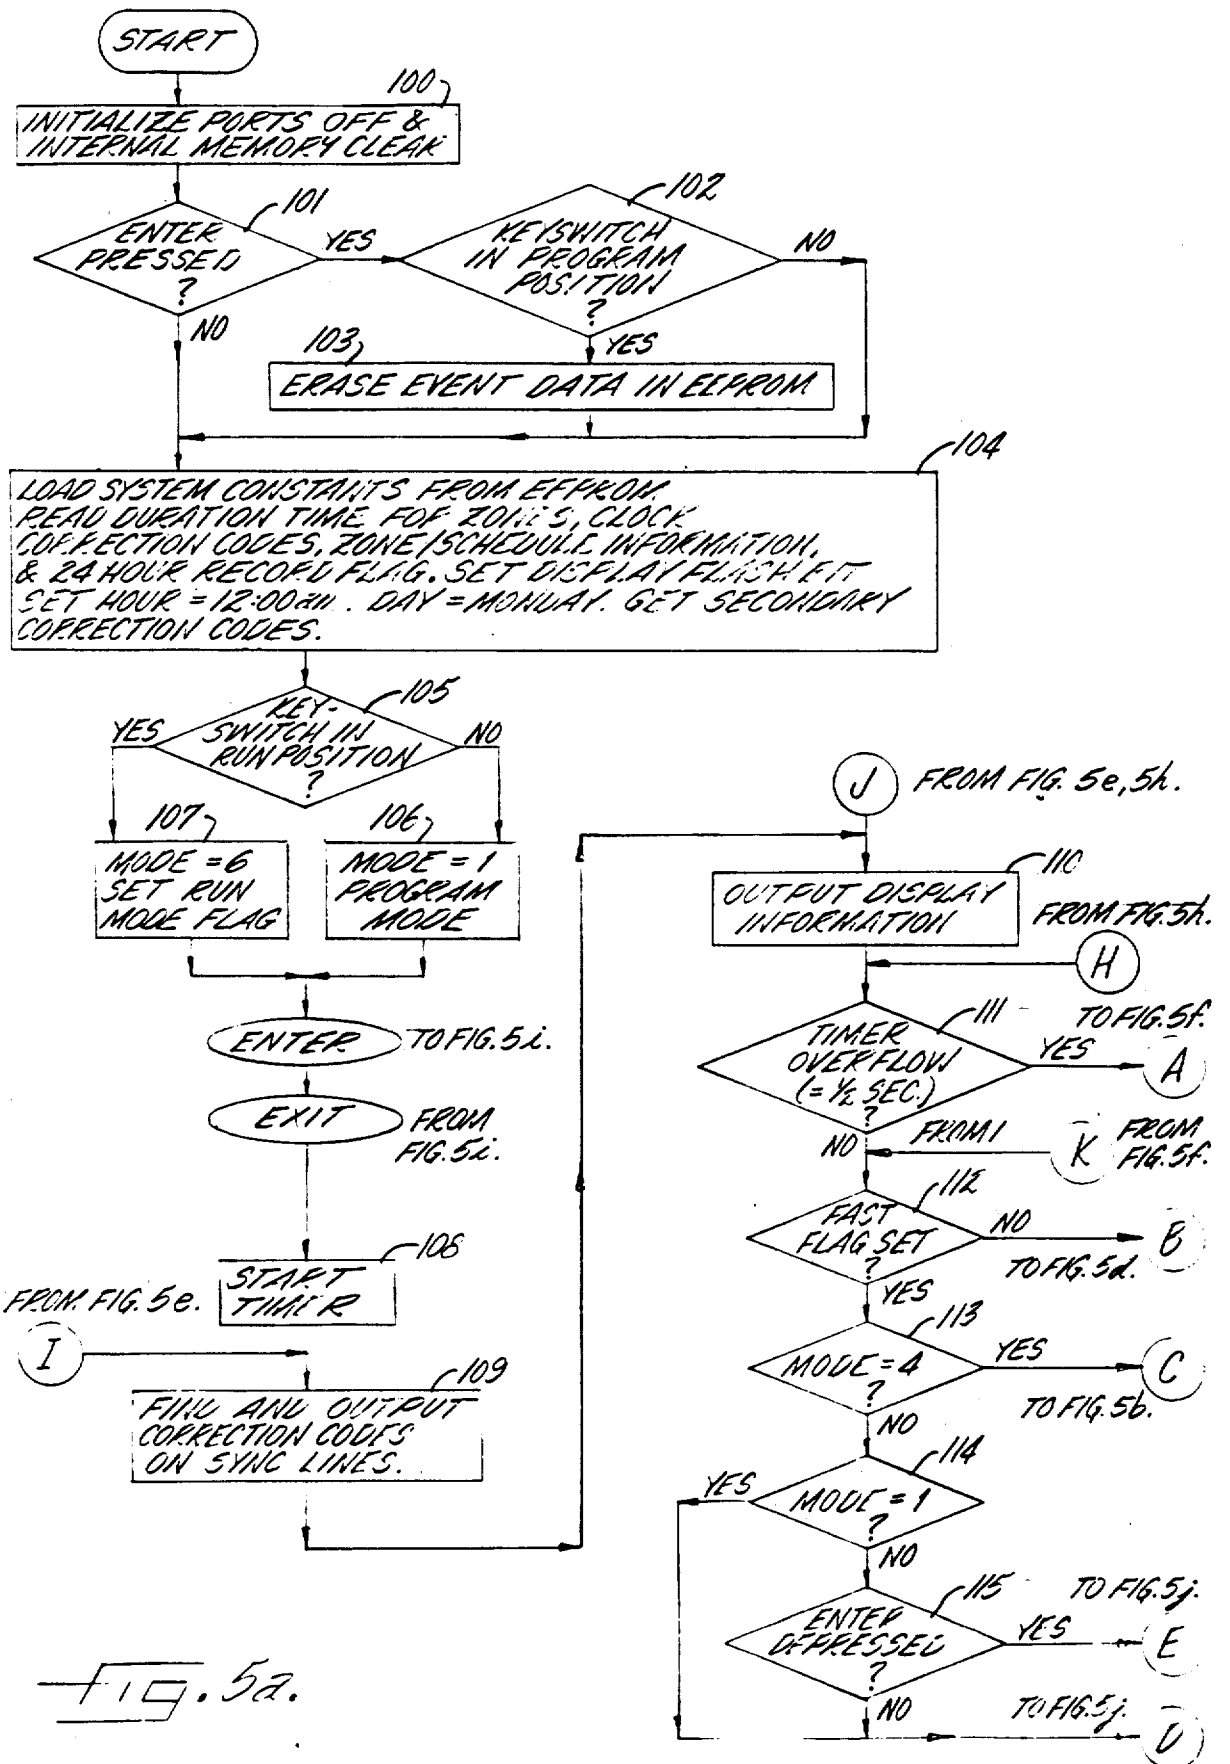 START
100
INITIALIZE PORTS OFF &
INTERNAL MEMORY CLEAR
101
ENTER
PRESSED
?
YES
NO
102
KEYSWITCH
IN PROGRAM
POSITION
?
NO
YES
103
ERASE EVENT DATA IN EEPROM
104
LOAD SYSTEM CONSTANTS FROM EEPROM
READ DURATION TIME FOR ZONES, CLOCK
CORRECTION CODES, ZONE/SCHEDULE INFORMATION,
& 24 HOUR RECORD FLAG. SET DISPLAY FLASH BIT
SET HOUR = 12:00am. DAY = MONDAY. GET SECONDARY
CORRECTION CODES.
105
KEY-
SWITCH IN
RUN POSITION
?
YES
NO
107
MODE = 6
SET RUN
MODE FLAG
106
MODE = 1
PROGRAM
MODE
ENTER
TO FIG. 5i.
EXIT
FROM
FIG. 5i.
108
START
TIMER
FROM FIG. 5e.
I
109
FIND AND OUTPUT
CORRECTION CODES
ON SYNC LINES.
J
FROM FIG. 5e, 5h.
110
OUTPUT DISPLAY
INFORMATION
FROM FIG. 5h.
H
111
TIMER
OVERFLOW
(= 1/2 SEC.)
?
YES
TO FIG. 5f.
A
NO
FROM 1
K
FROM
FIG. 5f.
112
FAST
FLAG SET
?
NO
TO FIG. 5d.
B
YES
113
MODE = 4
?
YES
TO FIG. 5b.
C
NO
114
MODE = 1
?
YES
NO
115
ENTER
DEPRESSED
?
YES
TO FIG. 5j.
E
NO
TO FIG. 5j.
D
Fig. 5a.